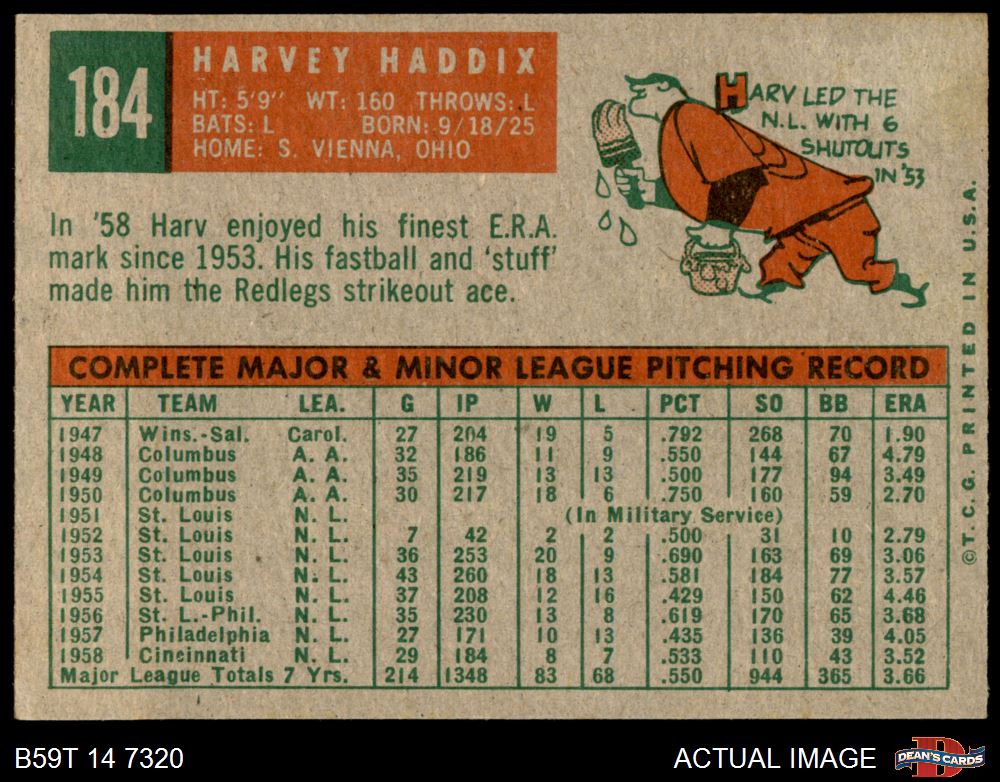 184
HARVEY HADDIX
HT: 5'9" WT: 160 THROWS: L
BATS: L BORN: 9/18/25
HOME: S. VIENNA, OHIO
HARV LED THE
N.L. WITH 6
SHUTOUTS
IN '53
In '58 Harv enjoyed his finest E.R.A.
mark since 1953. His fastball and 'stuff'
made him the Redlegs strikeout ace.
COMPLETE MAJOR & MINOR LEAGUE PITCHING RECORD
YEAR TEAM LEA. G IP W L PCT SO BB ERA
1947 Wins.-Sal. Carol. 27 204 19 5 .792 268 70 1.90
1948 Columbus A. A. 32 186 11 9 .550 144 67 4.79
1949 Columbus A. A. 35 219 13 13 .500 177 94 3.49
1950 Columbus A. A. 30 217 18 6 .750 160 59 2.70
1951 St. Louis N. L. (In Military Service)
1952 St. Louis N. L. 7 42 2 2 .500 31 10 2.79
1953 St. Louis N. L. 36 253 20 9 .690 163 69 3.06
1954 St. Louis N. L. 43 260 18 13 .581 184 77 3.57
1955 St. Louis N. L. 37 208 12 16 .429 150 62 4.46
1956 St. L.-Phil. N. L. 35 230 13 8 .619 170 65 3.68
1957 Philadelphia N. L. 27 171 10 13 .435 136 39 4.05
1958 Cincinnati N. L. 29 184 8 7 .533 110 43 3.52
Major League Totals 7 Yrs. 214 1348 83 68 .550 944 365 3.66
©T. C. G. PRINTED IN U.S.A.
B59T 14 7320
ACTUAL IMAGE
D
DEAN'S CARDS